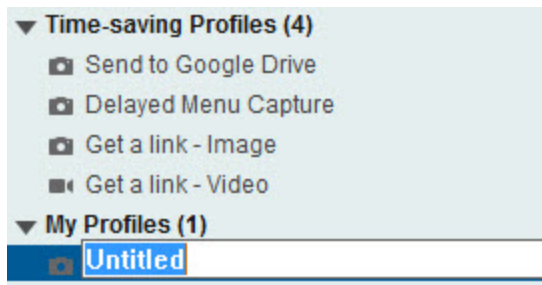 Time-saving Profiles (4)
Send to Google Drive
Delayed Menu Capture
Get a link - Image
Get a link - Video
My Profiles (1)
Untitled